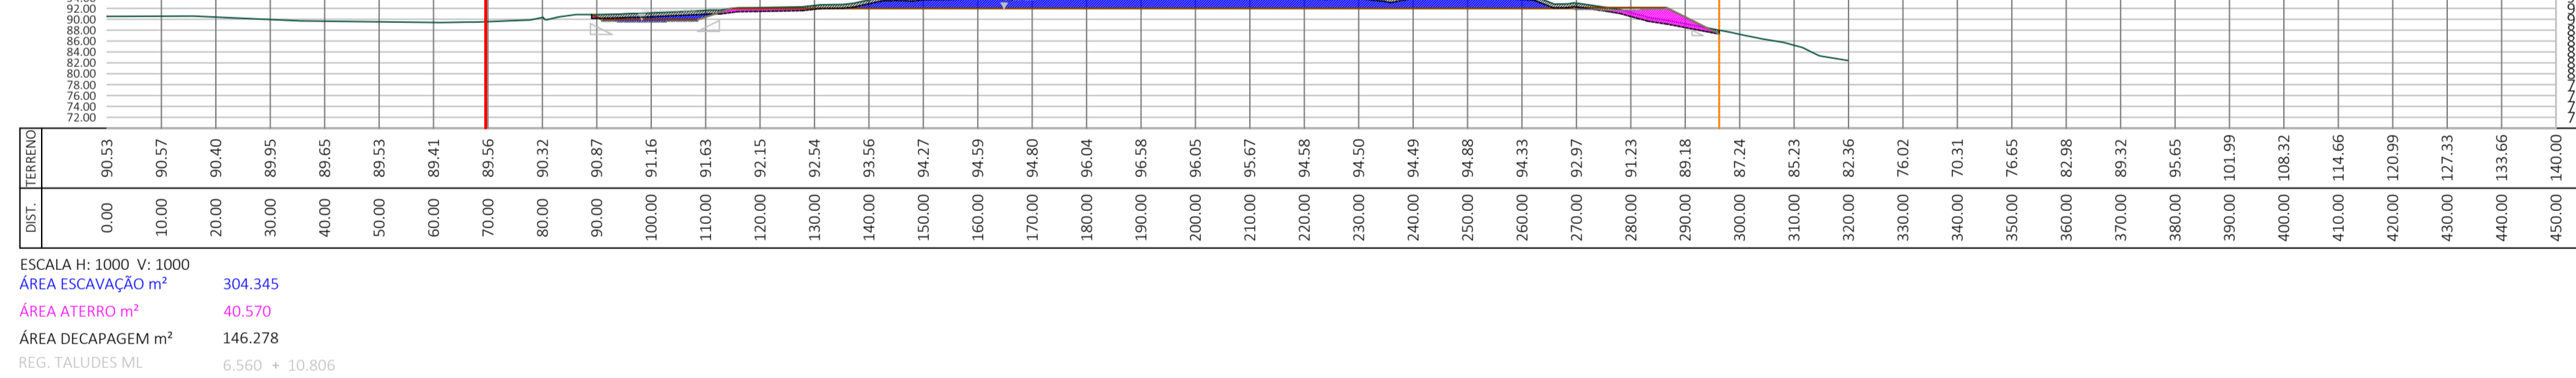 92.00
90.00
88.00
86.00
84.00
82.00
80.00
78.00
76.00
74.00
72.00
TERRENO 90.53 90.57 90.40 89.95 89.65 89.53 89.41 89.56 90.32 90.87 91.16 91.63 92.15 92.54 93.56 94.27 94.59 94.80 96.04 96.58 96.05 95.67 94.58 94.50 94.49 94.88 94.33 92.97 91.23 89.18 87.24 85.23 82.36 76.02 70.31 76.65 82.98 89.32 95.65 101.99 108.32 114.66 120.99 127.33 133.66 140.00
DIST. 0.00 10.00 20.00 30.00 40.00 50.00 60.00 70.00 80.00 90.00 100.00 110.00 120.00 130.00 140.00 150.00 160.00 170.00 180.00 190.00 200.00 210.00 220.00 230.00 240.00 250.00 260.00 270.00 280.00 290.00 300.00 310.00 320.00 330.00 340.00 350.00 360.00 370.00 380.00 390.00 400.00 410.00 420.00 430.00 440.00 450.00
ESCALA H: 1000 V: 1000
ÁREA ESCAVAÇÃO m² 304.345
ÁREA ATERRO m² 40.570
ÁREA DECAPAGEM m² 146.278
REG. TALUDES ML 6.560 + 10.806